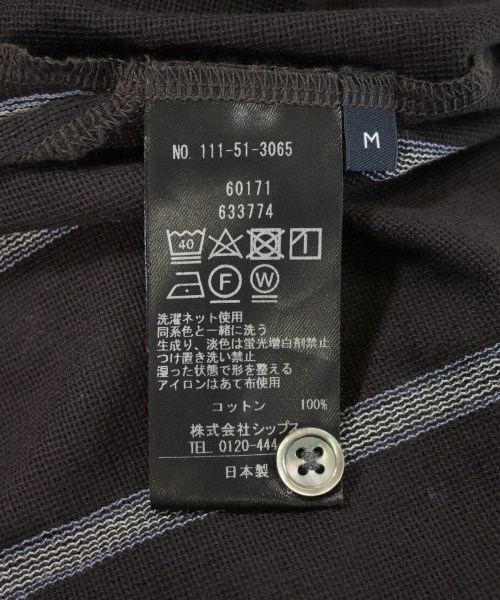 NO. 111-51-3065
M
60171
633774
40
F W
洗濯ネット使用
同系色と一緒に洗う
生成り、淡色は蛍光増白剤禁止
つけ置き洗い禁止
湿った状態で形を整える
アイロンはあて布使用
コットン 100%
株式会社シップス
TEL. 0120-444
日本製